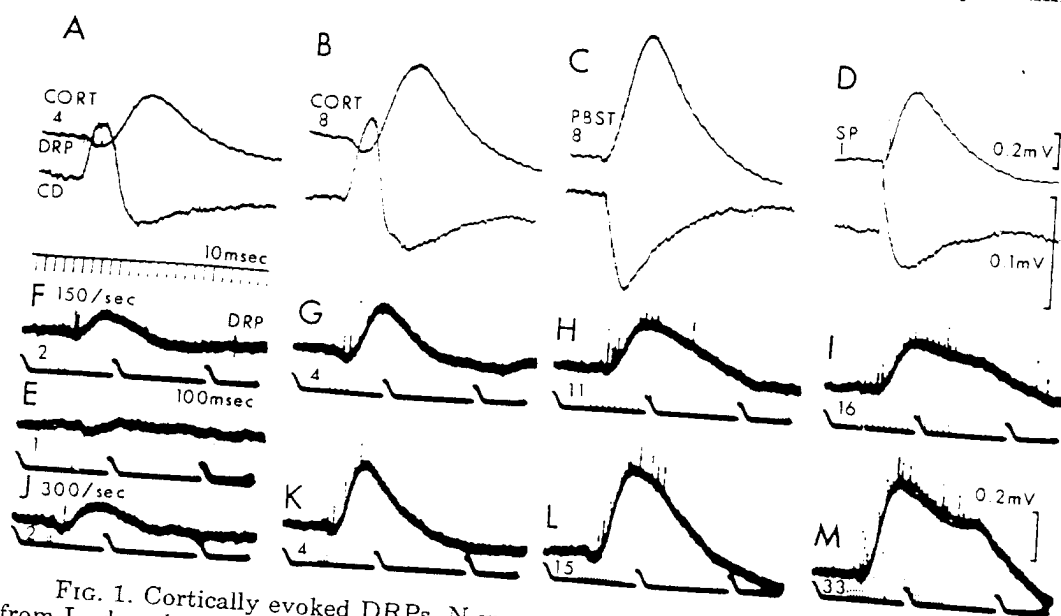 A
B
C
D
CORT
4
DRP
CD
CORT
8
PBST
8
SP
1
0.2mV
0.1mV
10msec
F 150/sec
DRP
2
G
4
H
11
I
16
E
100msec
1
J 300/sec
2
K
4
L
15
M
33
0.2mV
FIG. 1. Cortically evoked DRPs.
from